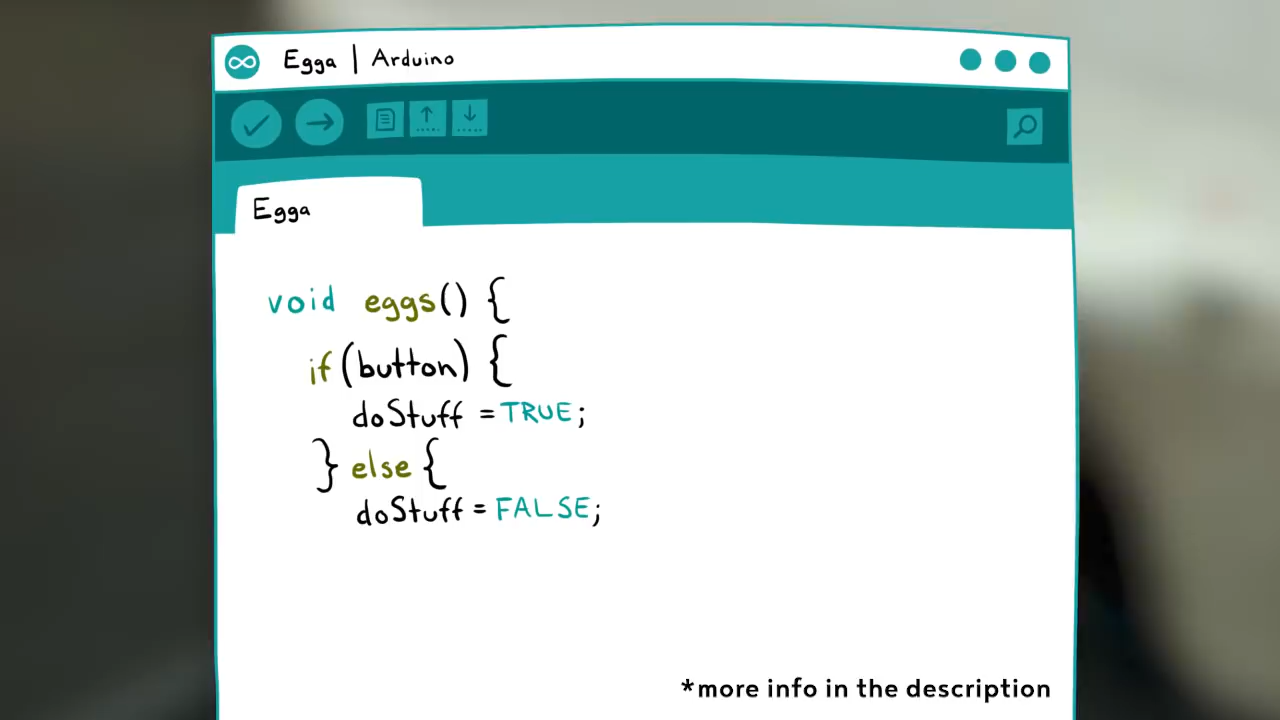 Egga | Arduino
Egga
void eggs() {
if (button) {
doStuff = TRUE;
} else {
doStuff = FALSE;
*more info in the description